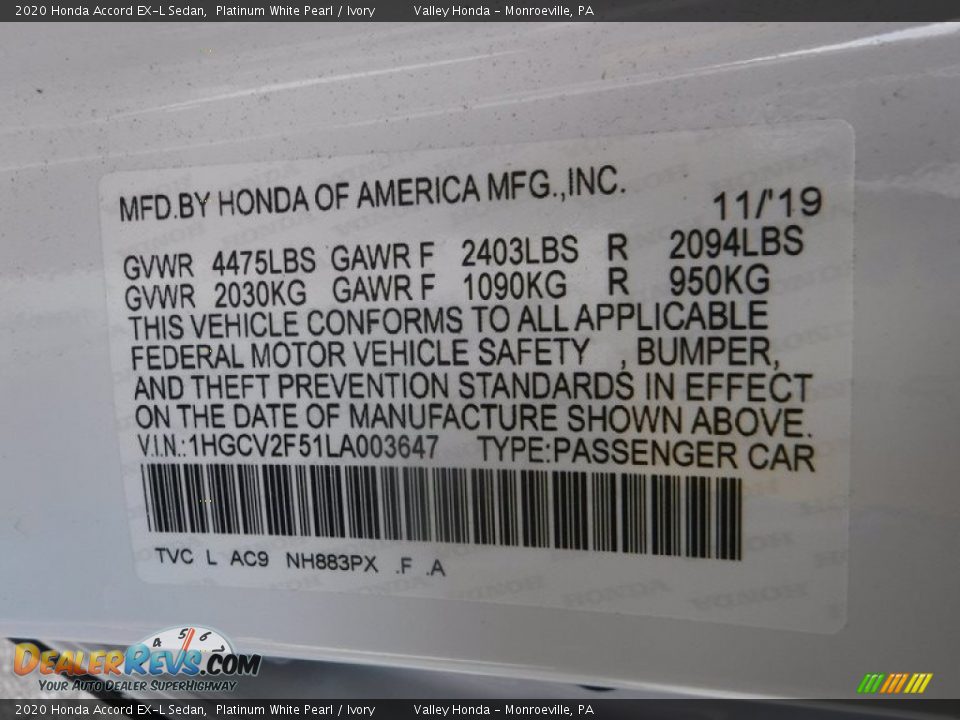 2020 Honda Accord EX-L Sedan, Platinum White Pearl / Ivory Valley Honda - Monroeville, PA
MFD.BY HONDA OF AMERICA MFG.,INC.
11/'19
GVWR 4475LBS GAWR F 2403LBS R 2094LBS
GVWR 2030KG GAWR F 1090KG R 950KG
THIS VEHICLE CONFORMS TO ALL APPLICABLE
FEDERAL MOTOR VEHICLE SAFETY , BUMPER,
AND THEFT PREVENTION STANDARDS IN EFFECT
ON THE DATE OF MANUFACTURE SHOWN ABOVE.
V.I.N.:1HGCV2F51LA003647 TYPE:PASSENGER CAR
TVC L AC9 NH883PX .F .A
4 5 6
DEALERREVS.COM
YOUR AUTO DEALER SUPERHIGHWAY
2020 Honda Accord EX-L Sedan, Platinum White Pearl / Ivory Valley Honda - Monroeville, PA